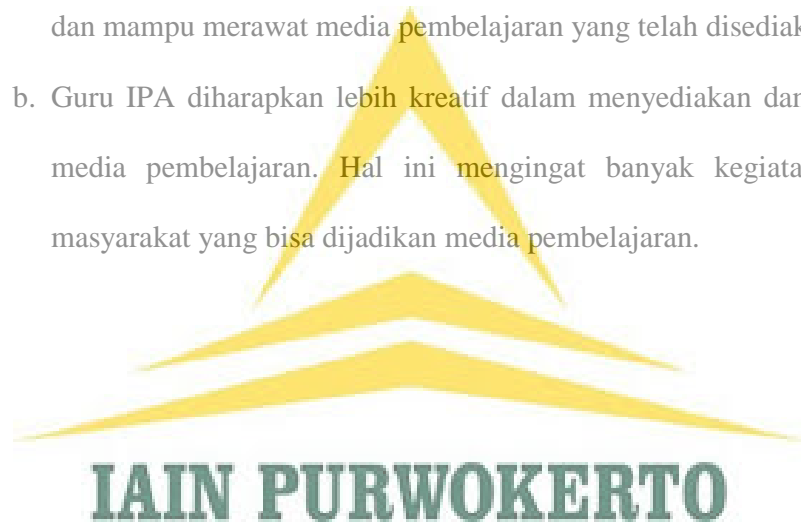 dan mampu merawat media pembelajaran yang telah disediak
b. Guru IPA diharapkan lebih kreatif dalam menyediakan dan
media pembelajaran. Hal ini mengingat banyak kegiata
masyarakat yang bisa dijadikan media pembelajaran.
IAIN PURWOKERTO